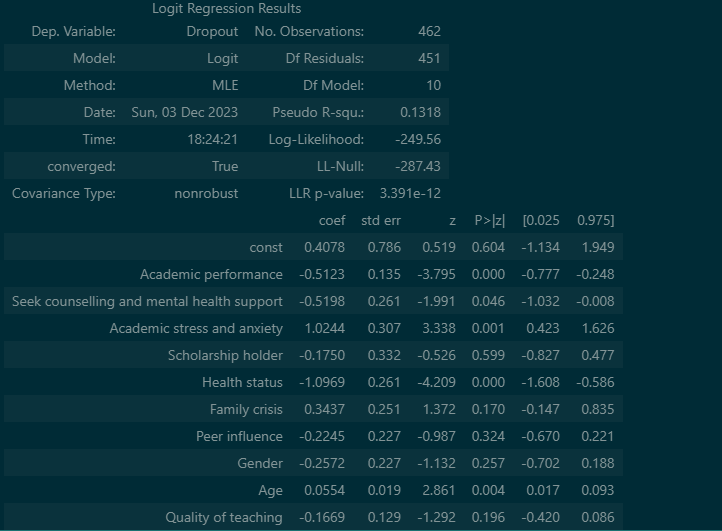 Logit Regression Results
Dep. Variable: Dropout No. Observations: 462
Model: Logit Df Residuals: 451
Method: MLE Df Model: 10
Date: Sun, 03 Dec 2023 Pseudo R-squ.: 0.1318
Time: 18:24:21 Log-Likelihood: -249.56
converged: True LL-Null: -287.43
Covariance Type: nonrobust LLR p-value: 3.391e-12
coef std err z P>|z| [0.025 0.975]
const 0.4078 0.786 0.519 0.604 -1.134 1.949
Academic performance -0.5123 0.135 -3.795 0.000 -0.777 -0.248
Seek counselling and mental health support -0.5198 0.261 -1.991 0.046 -1.032 -0.008
Academic stress and anxiety 1.0244 0.307 3.338 0.001 0.423 1.626
Scholarship holder -0.1750 0.332 -0.526 0.599 -0.827 0.477
Health status -1.0969 0.261 -4.209 0.000 -1.608 -0.586
Family crisis 0.3437 0.251 1.372 0.170 -0.147 0.835
Peer influence -0.2245 0.227 -0.987 0.324 -0.670 0.221
Gender -0.2572 0.227 -1.132 0.257 -0.702 0.188
Age 0.0554 0.019 2.861 0.004 0.017 0.093
Quality of teaching -0.1669 0.129 -1.292 0.196 -0.420 0.086